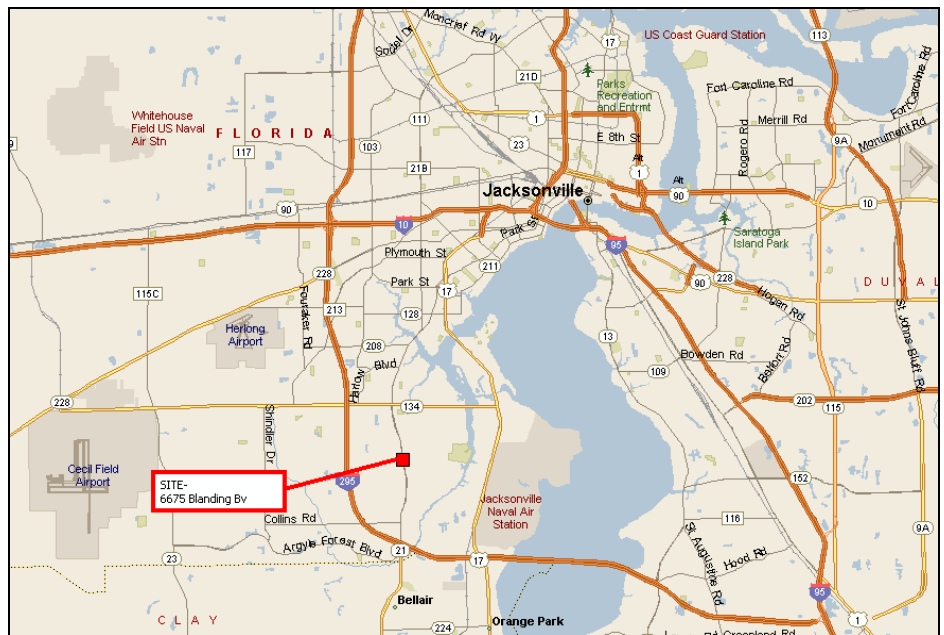 Moncrief Rd W
17
US Coast Guard Station
113
Soutel Dr
1
21D
Parks
Recreation
and Entrmt
Fort Caroline Rd
Fort Caroline Rd
Whitehouse
Field US Naval
Air Stn
FLORIDA
111
1
Merrill Rd
Rogero Rd
9A
Monument Rd
E 8th St
23
117
103
21B
Alt
1
Jacksonville
Alt
90
10
90
10
Park St
95
Saratoga
Island Park
Plymouth St
211
228
Park St
17
90
228
DUVAL
115C
Fouraker Rd
213
128
Hogan Rd
St Johns Bluff Rd
Herlong
Airport
208
Blvd
13
Bowden Rd
Belfort Rd
109
Harlow
228
134
202
115
Shindler Dr
Cecil Field
Airport
SITE-
6675 Blanding Bv
295
152
Jacksonville
Naval Air
Station
Collins Rd
116
9A
Argyle Forest Blvd
21
17
St Augustine Rd
Hood Rd
23
95
Bellair
CLAY
224
Orange Park
1
Greenland Rd